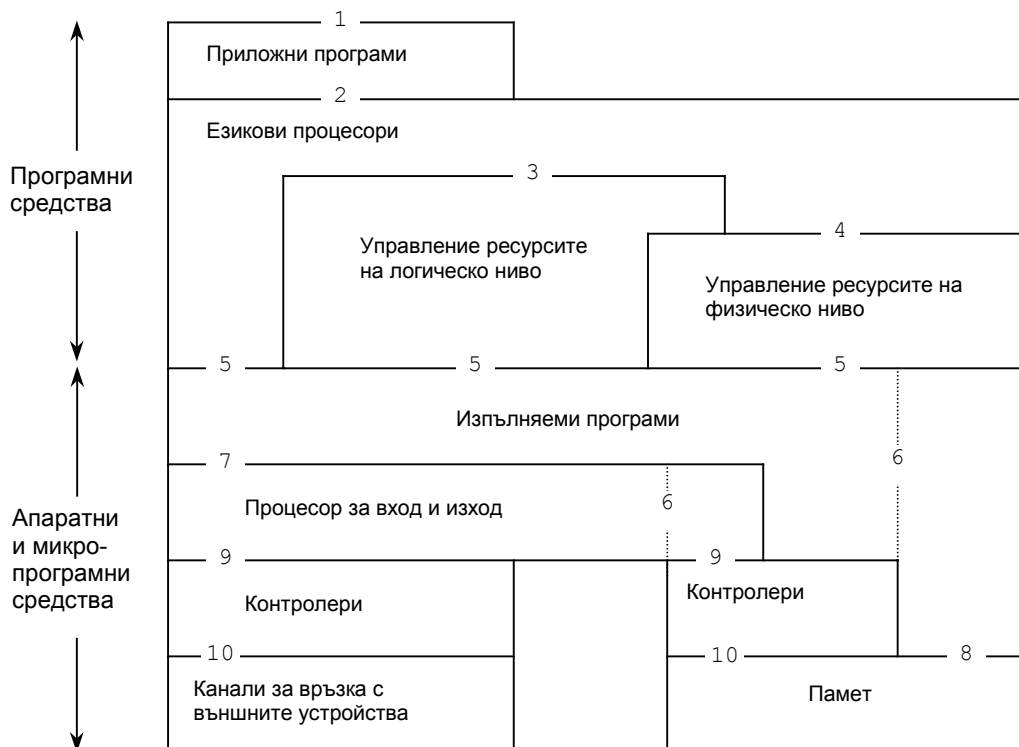 1
Приложни програми
2
Езикови процесори
Програмни
средства
3
Управление ресурсите
на логическо ниво
4
Управление ресурсите на
физическо ниво
5 5 5
Изпълняеми програми
6
7
Процесор за вход и изход
6
Апаратни
и микро-
програмни
средства
9 9
Контролери
Контролери
10 10 8
Канали за връзка с
външните устройства
Памет